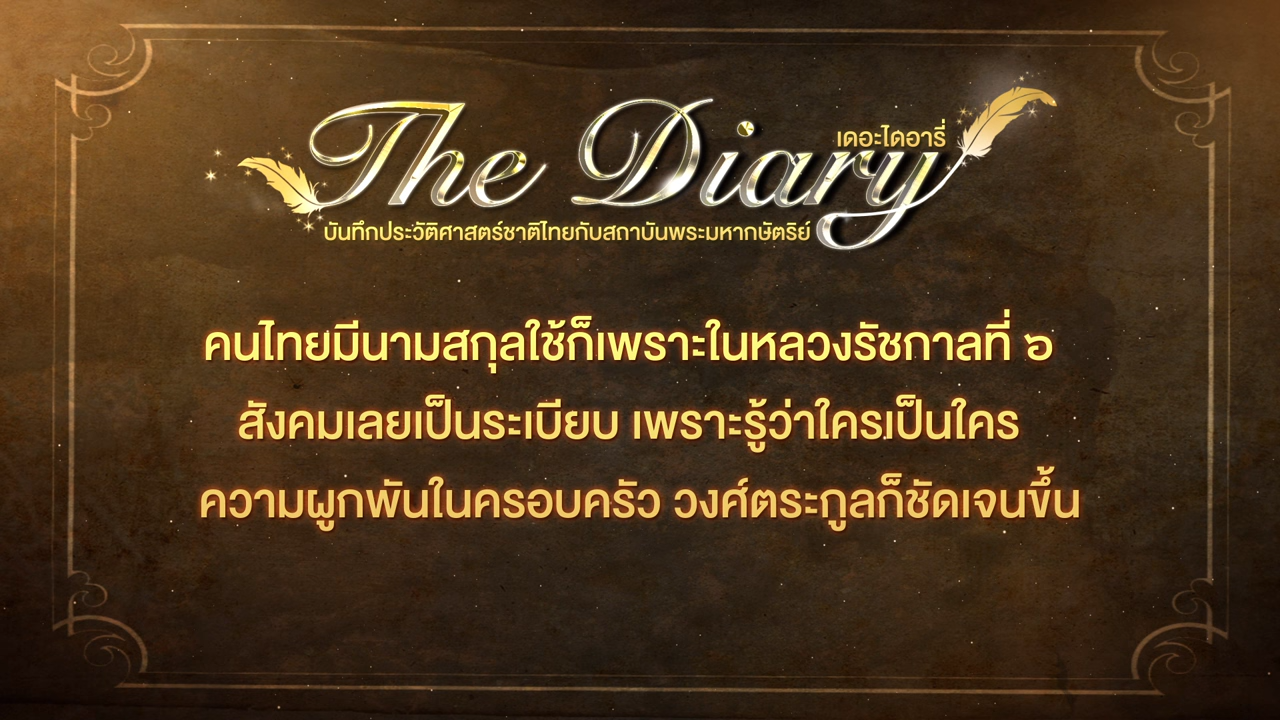 The Diary
เดอะไดอารี่
บันทึกประวัติศาสตร์ชาติไทยกับสถาบันพระมหากษัตริย์
คนไทยมีนามสกุลใช้ก็เพราะในหลวงรัชกาลที่ ๖
สังคมเลยเป็นระเบียบ เพราะรู้ว่าใครเป็นใคร
ความผูกพันในครอบครัว วงศ์ตระกูลก็ชัดเจนขึ้น